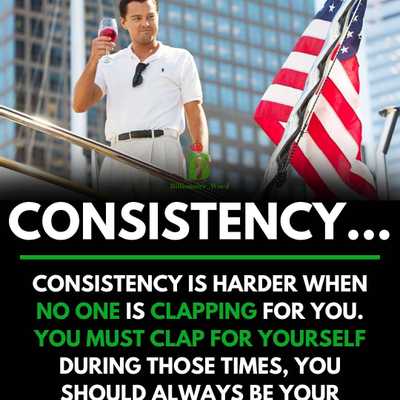 Billionaire_Word
CONSISTENCY...
CONSISTENCY IS HARDER WHEN
NO ONE IS CLAPPING FOR YOU.
YOU MUST CLAP FOR YOURSELF
DURING THOSE TIMES, YOU
SHOULD ALWAYS BE YOUR